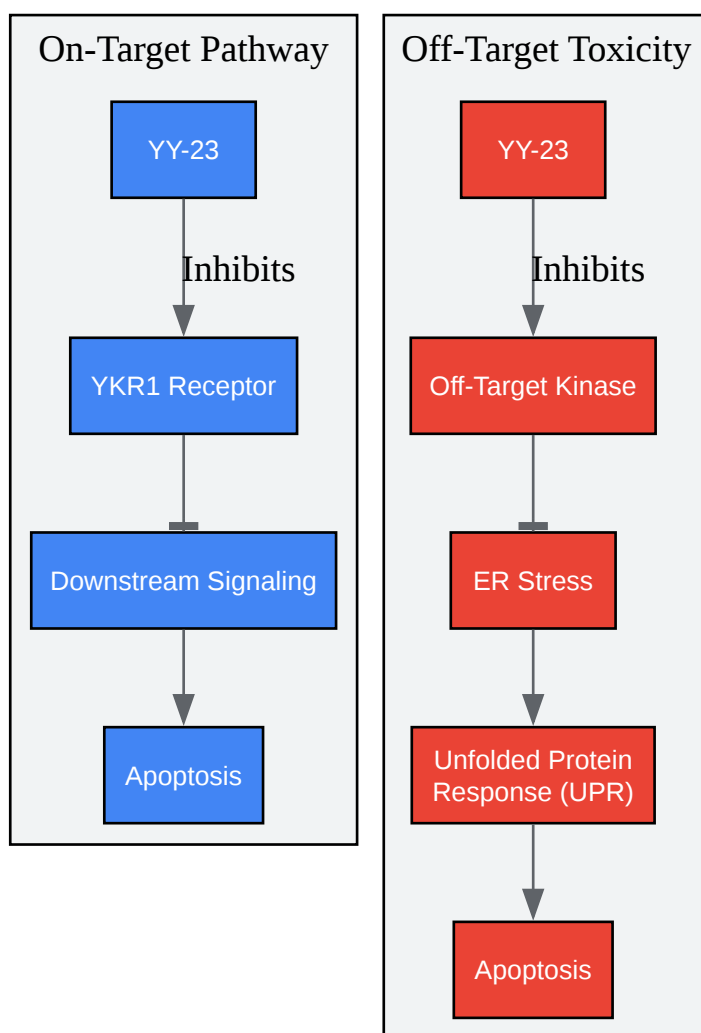 On-Target Pathway
YY-23
Inhibits
YKR1 Receptor
Downstream Signaling
Apoptosis
Off-Target Toxicity
YY-23
Inhibits
Off-Target Kinase
ER Stress
Unfolded Protein
Response (UPR)
Apoptosis